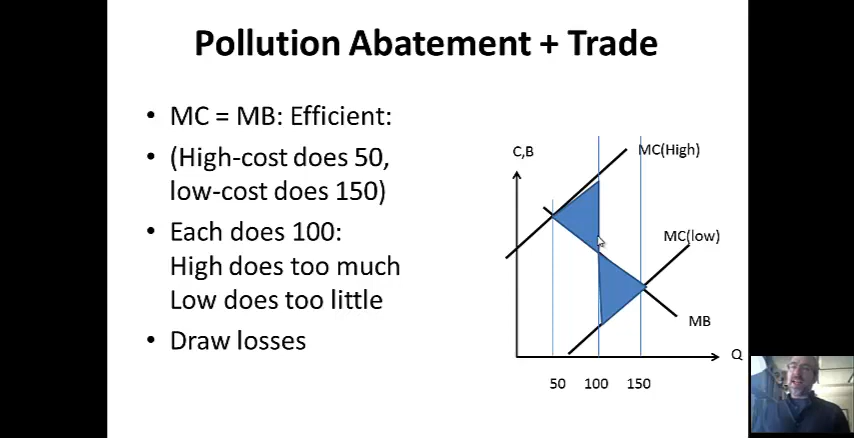 Pollution Abatement + Trade
• MC = MB: Efficient:
• (High-cost does 50,
low-cost does 150)
• Each does 100:
High does too much
Low does too little
• Draw losses
C,B
MC(High)
MC(low)
MB
Q
50 100 150